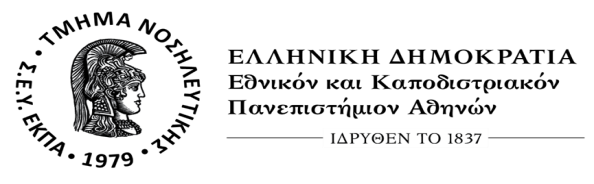 ΤΜΗΜΑ ΝΟΣΗΛΕΥΤΙΚΗΣ
Σ.Ε.Υ. ΕΚΠΑ
1979
ΕΛΛΗΝΙΚΗ ΔΗΜΟΚΡΑΤΙΑ
Εθνικόν και Καποδιστριακόν
Πανεπιστήμιον Αθηνών
ΙΔΡΥΘΕΝ ΤΟ 1837